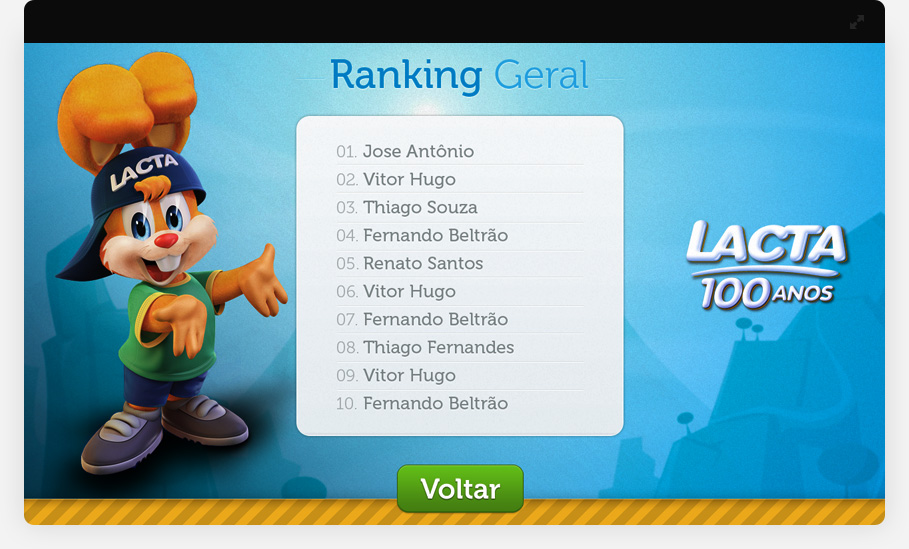 Ranking Geral
LACTA
01. Jose Antônio
02. Vitor Hugo
03. Thiago Souza
04. Fernando Beltrão
05. Renato Santos
06. Vitor Hugo
07. Fernando Beltrão
08. Thiago Fernandes
09. Vitor Hugo
10. Fernando Beltrão
LACTA
100 ANOS
Voltar